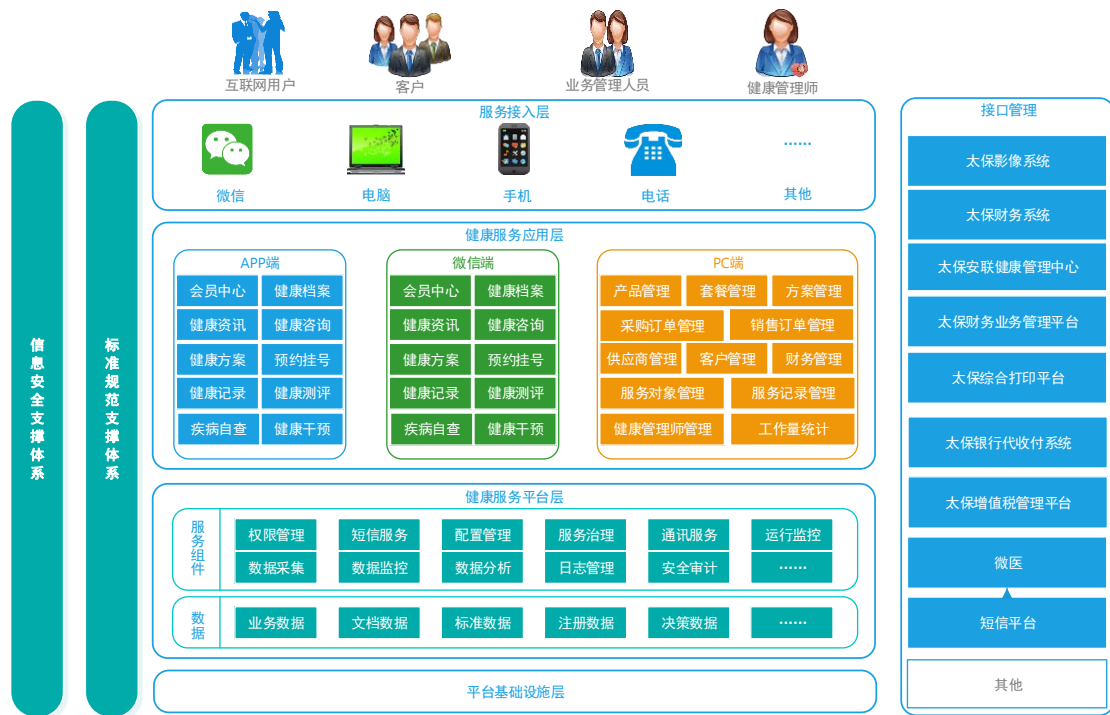 互联网用户
客户
业务管理人员
健康管理师
信息安全支撑体系
标准规范支撑体系
服务接入层
微信
电脑
手机
电话
······
其他
健康服务应用层
APP端
会员中心 健康档案
健康资讯 健康咨询
健康方案 预约挂号
健康记录 健康测评
疾病自查 健康干预
微信端
会员中心 健康档案
健康资讯 健康咨询
健康方案 预约挂号
健康记录 健康测评
疾病自查 健康干预
PC端
产品管理 套餐管理 方案管理
采购订单管理 销售订单管理
供应商管理 客户管理 财务管理
服务对象管理 服务记录管理
健康管理师管理 工作量统计
健康服务平台层
服务组件
权限管理 短信服务 配置管理 服务治理 通讯服务 运行监控
数据采集 数据监控 数据分析 日志管理 安全审计 ······
数据
业务数据 文档数据 标准数据 注册数据 决策数据 ······
平台基础设施层
接口管理
太保影像系统
太保财务系统
太保安联健康管理中心
太保财务业务管理平台
太保综合打印平台
太保银行代收付系统
太保增值税管理平台
微医
短信平台
其他